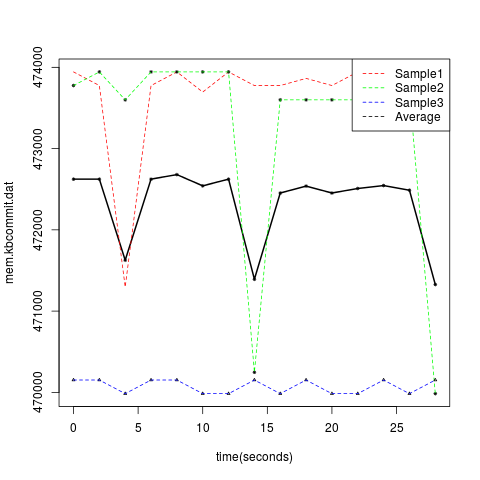 Sample1
Sample2
Sample3
Average
474000
473000
472000
471000
470000
mem.kbcommit.dat
0 5 10 15 20 25
time(seconds)